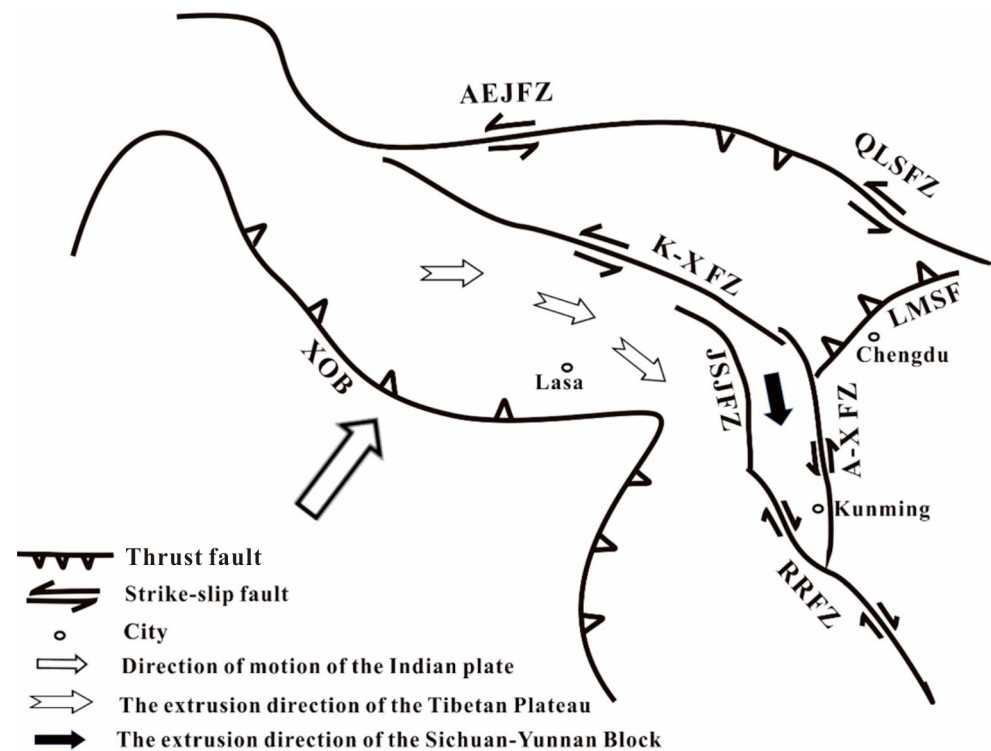 AEJFZ
QLSFZ
K-X FZ
LMSF
Chengdu
XOB
Lasa
JSJFZ
A-X FZ
Kunming
RRFZ
Thrust fault
Strike-slip fault
City
Direction of motion of the Indian plate
The extrusion direction of the Tibetan Plateau
The extrusion direction of the Sichuan-Yunnan Block